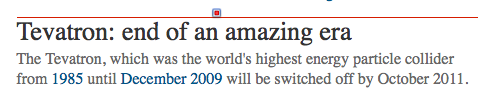 Tevatron: end of an amazing era
The Tevatron, which was the world's highest energy particle collider
from 1985 until December 2009 will be switched off by October 2011.